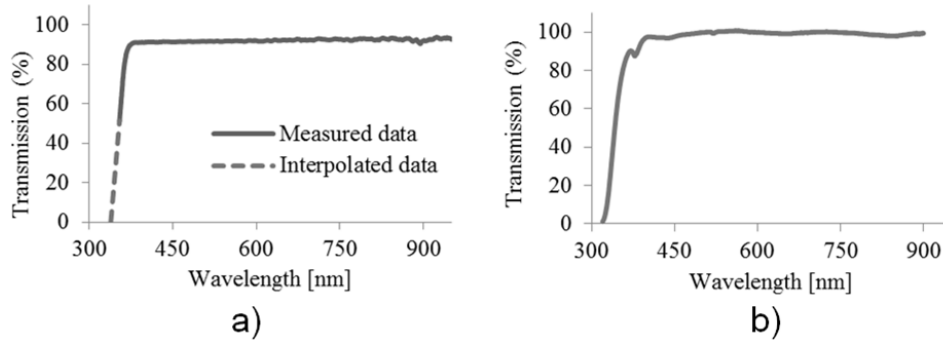 Transmission (%)
100
80
60
40
20
0
Measured data
Interpolated data
300 450 600 750 900
Wavelength [nm]
a)
Transmission (%)
100
80
60
40
20
0
300 450 600 750 900
Wavelength [nm]
b)